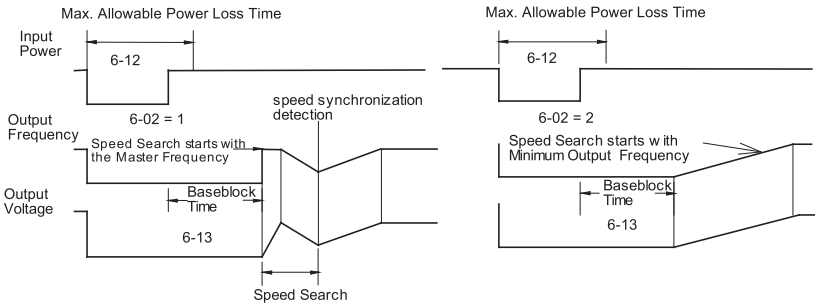 Max. Allowable Power Loss Time
Input
Power
6-12
6-02 = 1
speed synchronization
detection
Output
Frequency
Speed Search starts with
the Master Frequency
Output
Voltage
Baseblock
Time
6-13
Speed Search
Max. Allowable Power Loss Time
6-12
6-02 = 2
Speed Search starts with
Minimum Output Frequency
Baseblock
Time
6-13